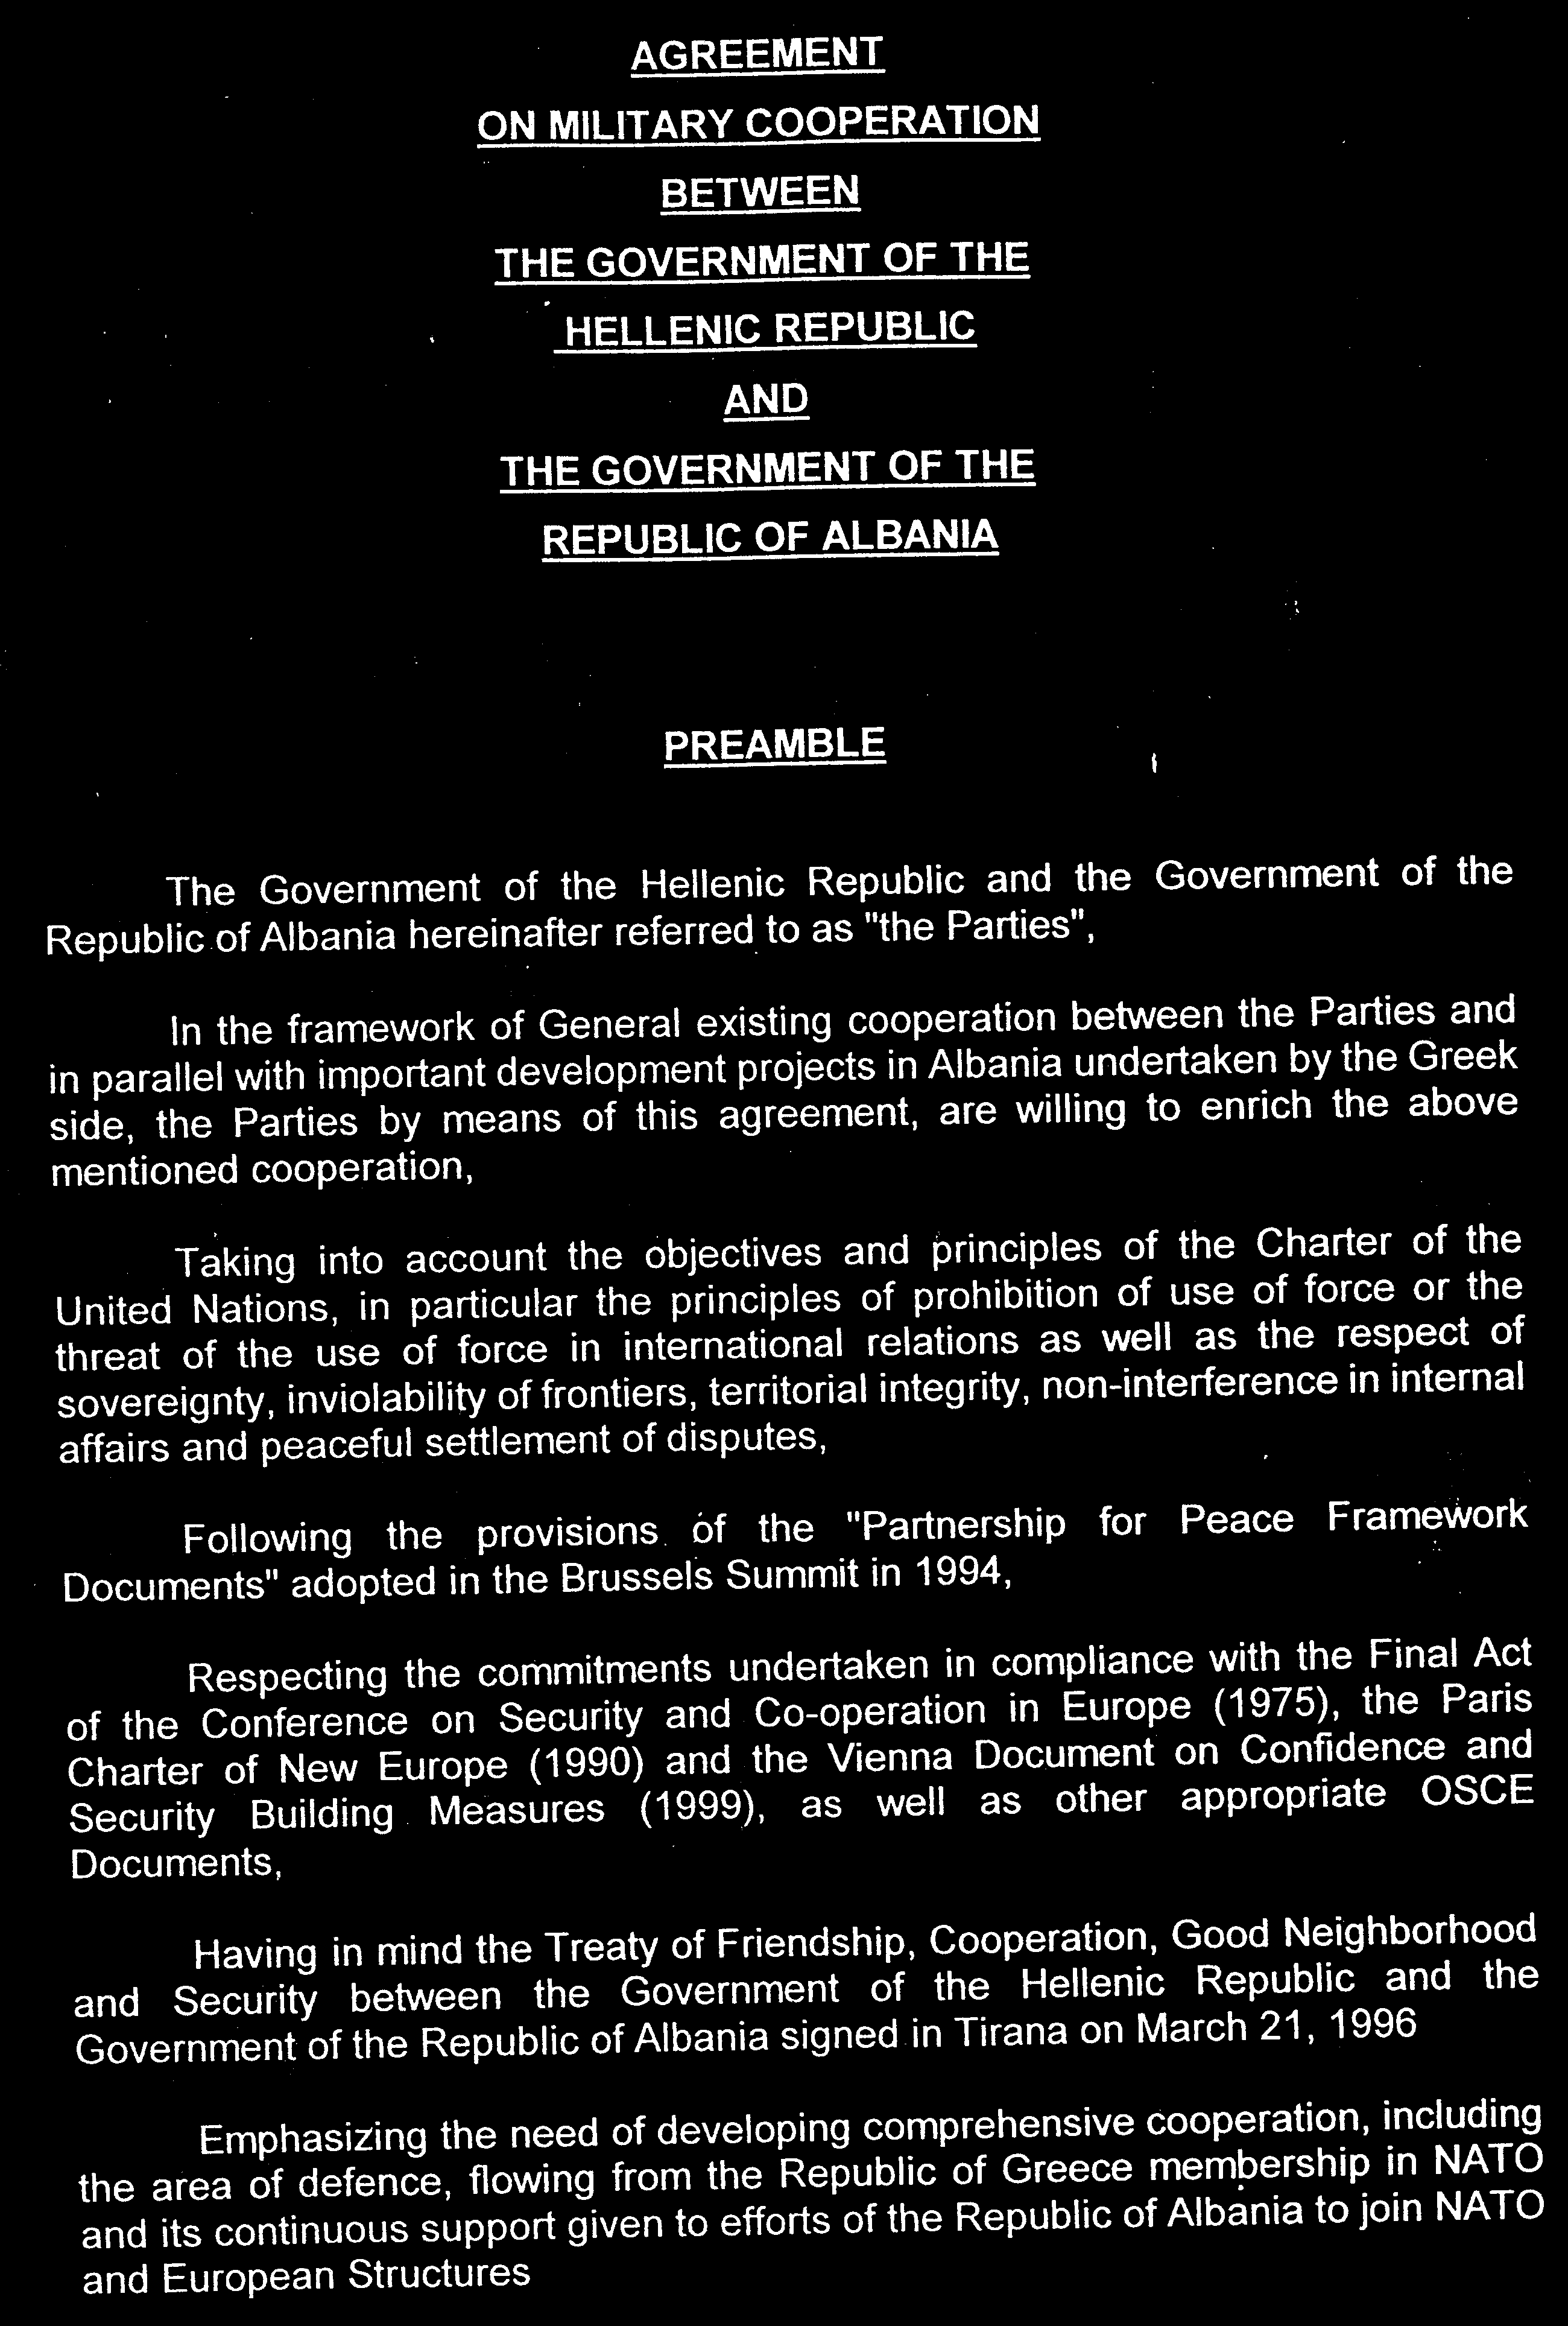 AGREEMENT
ON MILITARY COOPERATION
BETWEEN
THE GOVERNMENT OF THE
HELLENIC REPUBLIC
AND
THE GOVERNMENT OF THE
REPUBLIC OF ALBANIA
PREAMBLE
The Government of the Hellenic Republic and the Government of the
Republic of Albania hereinafter referred to as "the Parties",
In the framework of General existing cooperation between the Parties and
in parallel with important development projects in Albania undertaken by the Greek
side, the Parties by means of this agreement, are willing to enrich the above
mentioned cooperation,
Taking into account the objectives and principles of the Charter of the
United Nations, in particular the principles of prohibition of use of force or the
threat of the use of force in international relations as well as the respect of
sovereignty, inviolability of frontiers, territorial integrity, non-interference in internal
affairs and peaceful settlement of disputes,
Following the provisions of the "Partnership for Peace Framework
Documents" adopted in the Brussels Summit in 1994,
Respecting the commitments undertaken in compliance with the Final Act
of the Conference on Security and Co-operation in Europe (1975), the Paris
Charter of New Europe (1990) and the Vienna Document on Confidence and
Security Building Measures (1999), as well as other appropriate OSCE
Documents,
Having in mind the Treaty of Friendship, Cooperation, Good Neighborhood
and Security between the Government of the Hellenic Republic and the
Government of the Republic of Albania signed in Tirana on March 21, 1996
Emphasizing the need of developing comprehensive cooperation, including
the area of defence, flowing from the Republic of Greece membership in NATO
and its continuous support given to efforts of the Republic of Albania to join NATO
and European Structures